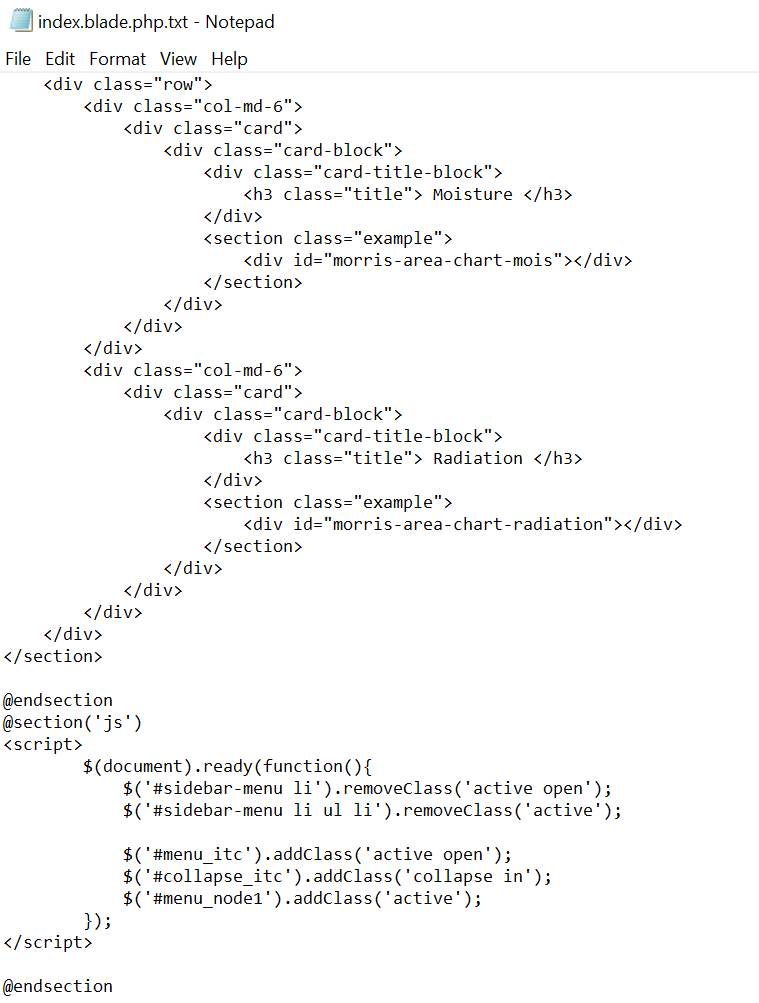 index.blade.php.txt - Notepad
File Edit Format View Help
<div class="row">
<div class="col-md-6">
<div class="card">
<div class="card-block">
<div class="card-title-block">
<h3 class="title"> Moisture </h3>
</div>
<section class="example">
<div id="morris-area-chart-mois"></div>
</section>
</div>
</div>
</div>
<div class="col-md-6">
<div class="card">
<div class="card-block">
<div class="card-title-block">
<h3 class="title"> Radiation </h3>
</div>
<section class="example">
<div id="morris-area-chart-radiation"></div>
</section>
</div>
</div>
</div>
</div>
</section>

@endsection
@section('js')
<script>
$(document).ready(function(){
$('#sidebar-menu li').removeClass('active open');
$('#sidebar-menu li ul li').removeClass('active');

$('#menu_itc').addClass('active open');
$('#collapse_itc').addClass('collapse in');
$('#menu_node1').addClass('active');
});
</script>

@endsection